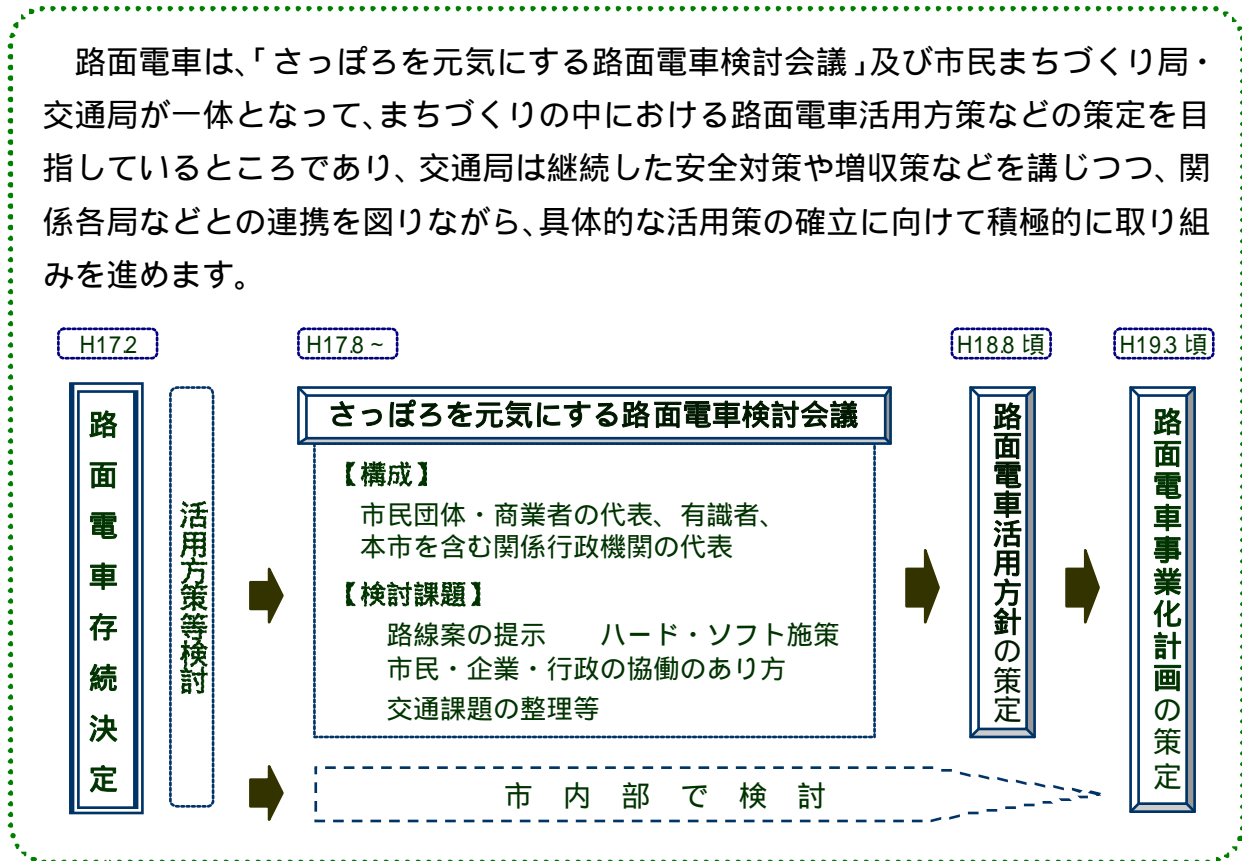 路面電車は、「さっぽろを元気にする路面電車検討会議」及び市民まちづくり局・
交通局が一体となって、まちづくりの中における路面電車活用方策などの策定を目
指しているところであり、交通局は継続した安全対策や増収策などを講じつつ、関
係各局などとの連携を図りながら、具体的な活用策の確立に向けて積極的に取り組
みを進めます。
H17.2
H17.8～
H18.8 頃
H19.3 頃
路面電車存続決定
活用方策等検討
さっぽろを元気にする路面電車検討会議
【構成】
市民団体・商業者の代表、有識者、
本市を含む関係行政機関の代表
【検討課題】
路線案の提示　ハード・ソフト施策
市民・企業・行政の協働のあり方
交通課題の整理等
路面電車活用方針の策定
路面電車事業化計画の策定
市内部で検討